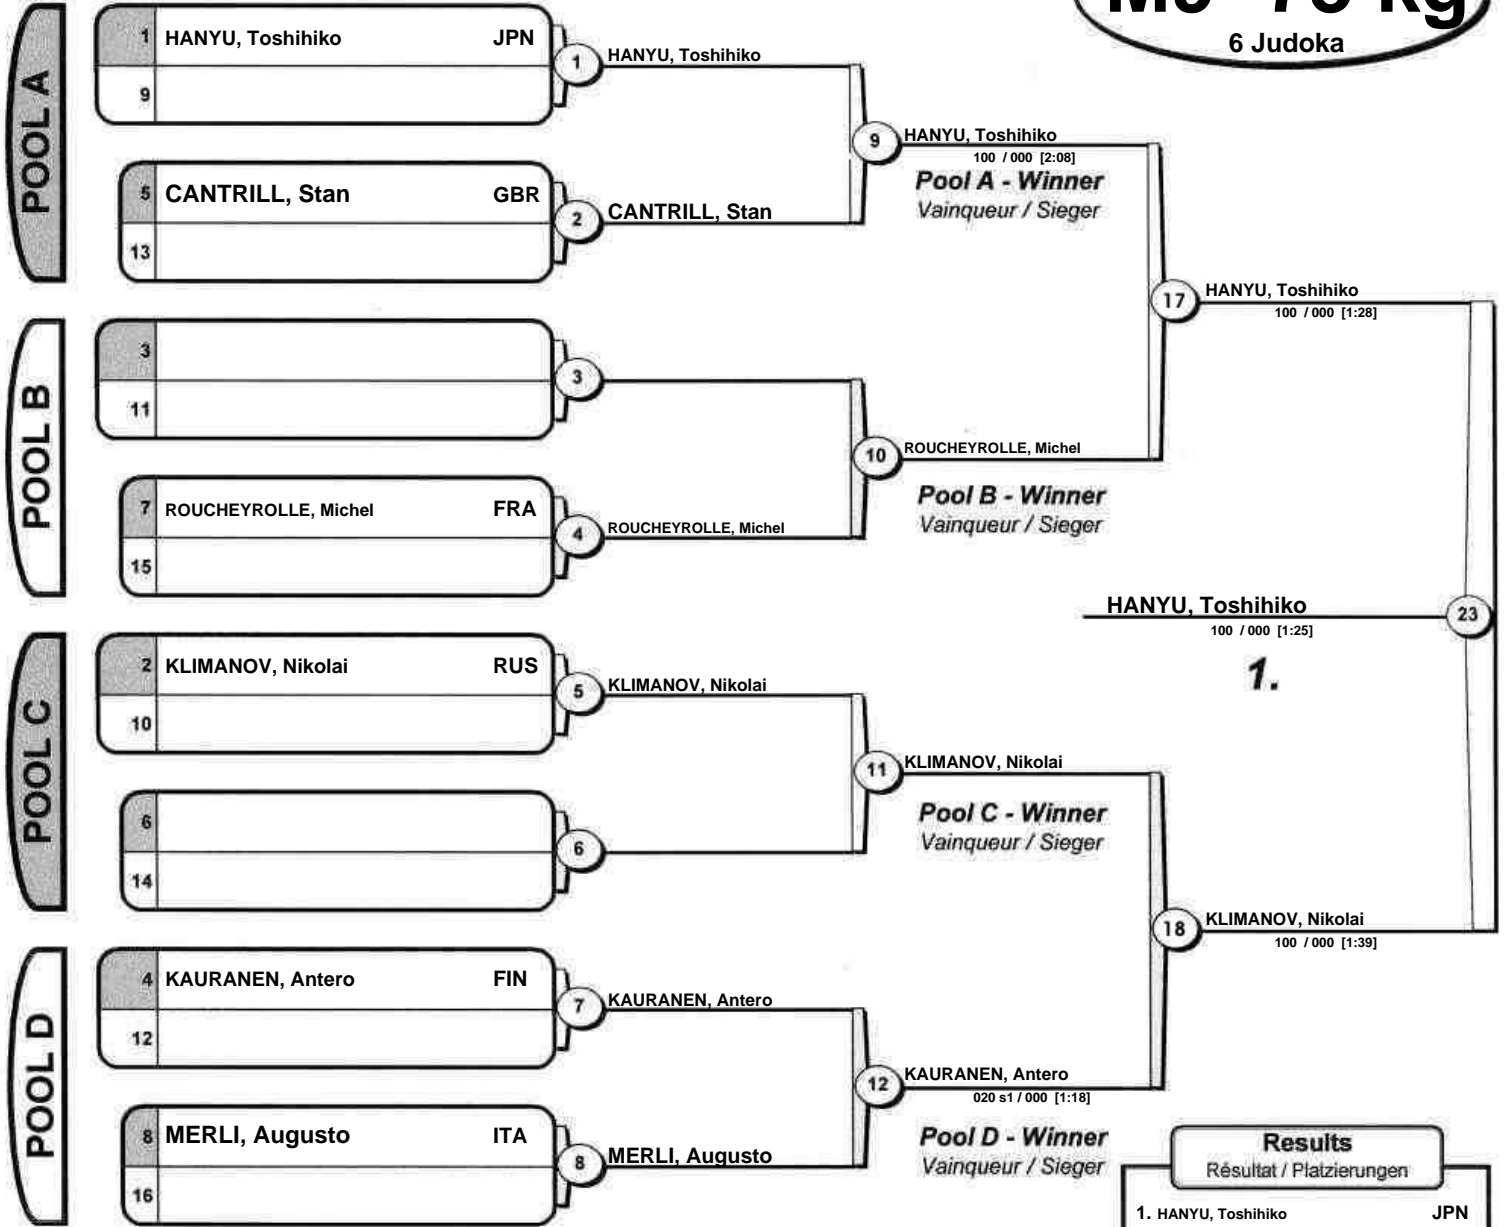 6 Judoka
POOL A
1 HANYU, Toshihiko JPN
9
5 CANTRILL, Stan GBR
13
1 HANYU, Toshihiko
2 CANTRILL, Stan
9 HANYU, Toshihiko
100 / 000 [2:08]
Pool A - Winner
Vainqueur / Sieger
POOL B
3
11
7 ROUCHEYROLLE, Michel FRA
15
3
4 ROUCHEYROLLE, Michel
10 ROUCHEYROLLE, Michel
Pool B - Winner
Vainqueur / Sieger
17 HANYU, Toshihiko
100 / 000 [1:28]
HANYU, Toshihiko 23
100 / 000 [1:25]
1.
POOL C
2 KLIMANOV, Nikolai RUS
10
6
14
5 KLIMANOV, Nikolai
6
11 KLIMANOV, Nikolai
Pool C - Winner
Vainqueur / Sieger
POOL D
4 KAURANEN, Antero FIN
12
8 MERLI, Augusto ITA
16
7 KAURANEN, Antero
8 MERLI, Augusto
12 KAURANEN, Antero
020 s1 / 000 [1:18]
Pool D - Winner
Vainqueur / Sieger
18 KLIMANOV, Nikolai
100 / 000 [1:39]
Results
Résultat / Platzierungen
1. HANYU, Toshihiko JPN